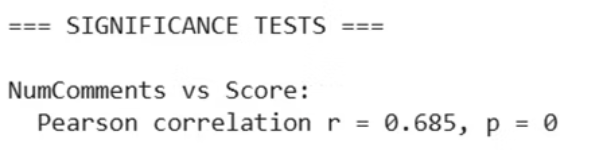 === SIGNIFICANCE TESTS ===
NumComments vs Score:
Pearson correlation r = 0.685, p = 0